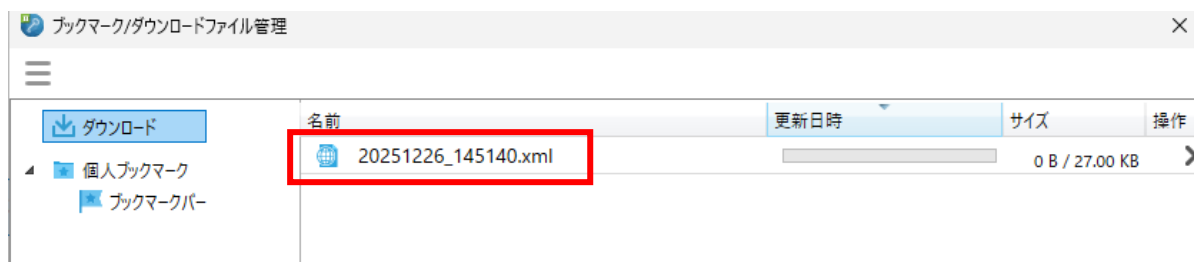 ブックマーク/ダウンロードファイル管理
ダウンロード
個人ブックマーク
ブックマークバー
名前 更新日時 サイズ 操作
20251226_145140.xml 0 B / 27.00 KB